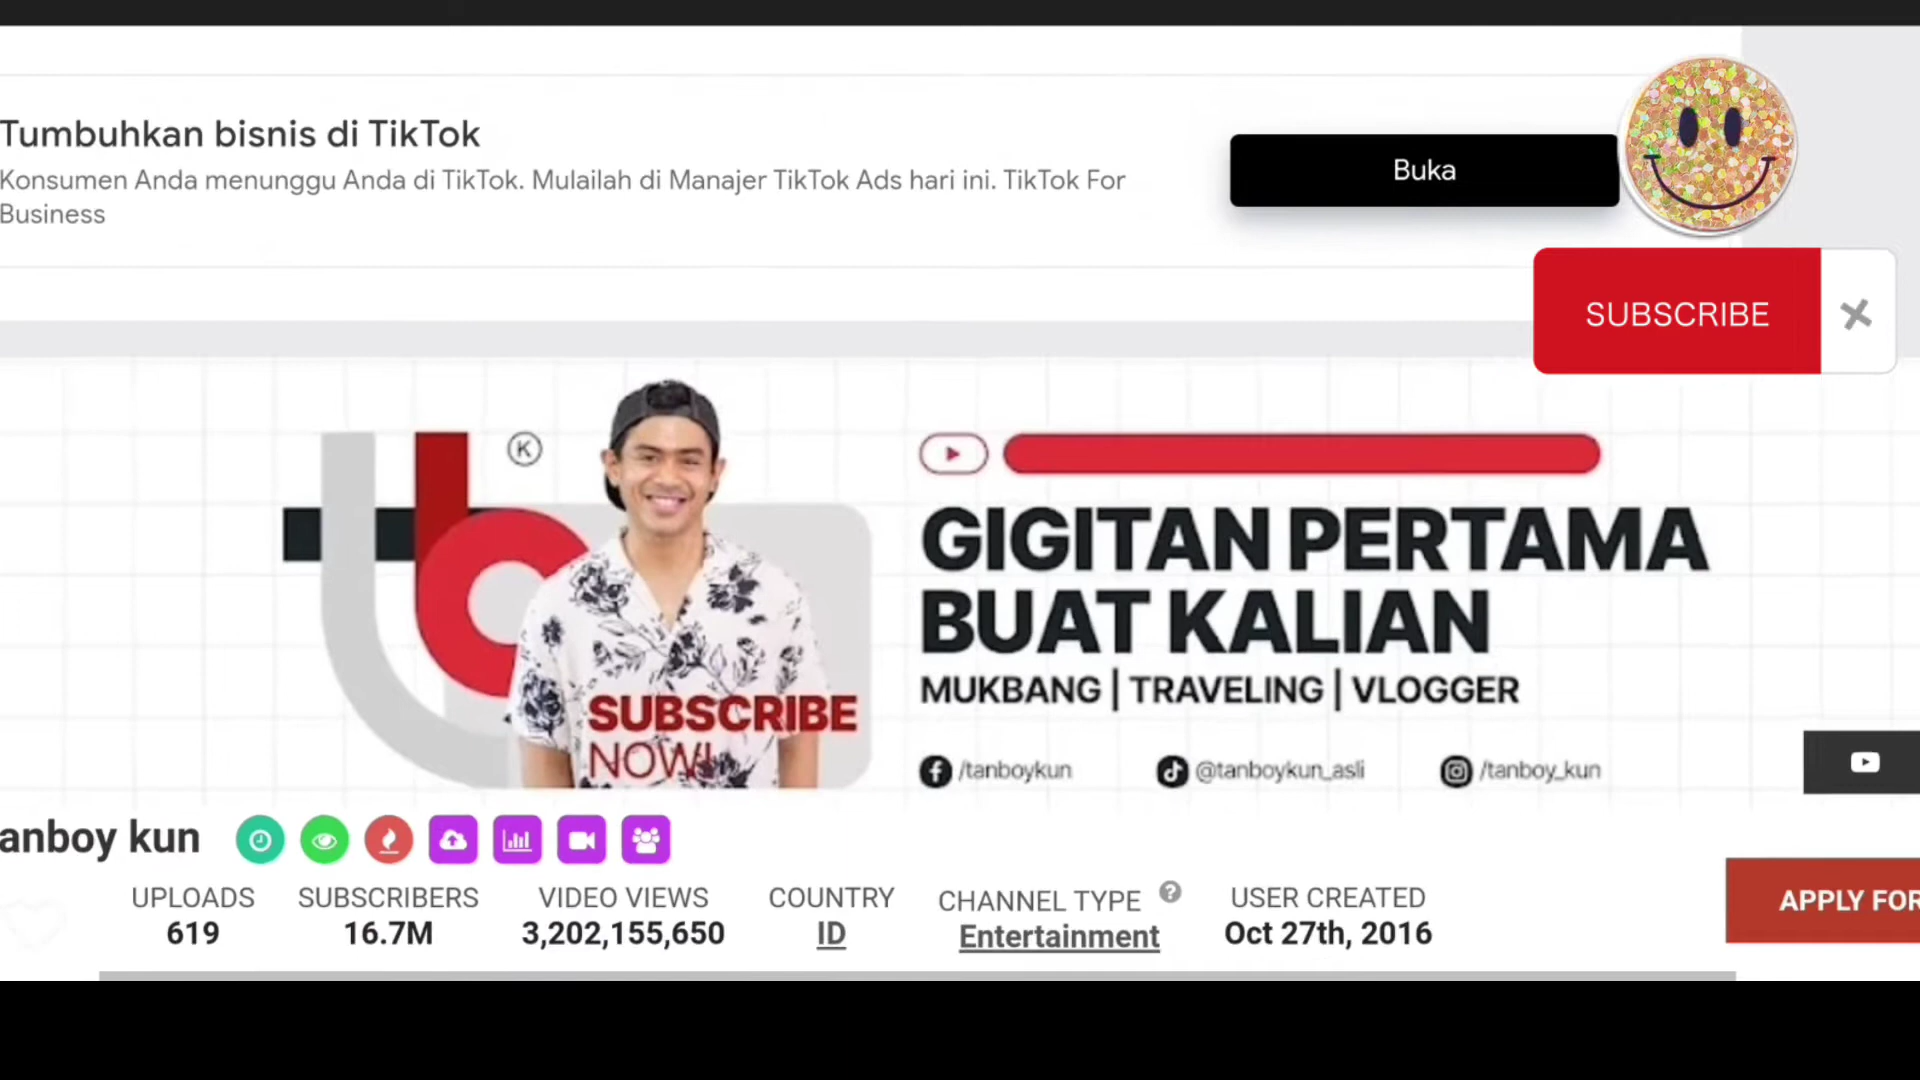 Tumbuhkan bisnis di TikTok
Konsumen Anda menunggu Anda di TikTok. Mulailah di Manajer TikTok Ads hari ini. TikTok For
Business
Buka
SUBSCRIBE
K
GIGITAN PERTAMA
BUAT KALIAN
MUKBANG | TRAVELING | VLOGGER
SUBSCRIBE
NOW!
/tanboykun
@tanboykun_asli
/tanboy_kun
anboy kun
UPLOADS
619
SUBSCRIBERS
16.7M
VIDEO VIEWS
3,202,155,650
COUNTRY
ID
CHANNEL TYPE ?
Entertainment
USER CREATED
Oct 27th, 2016
APPLY FOR